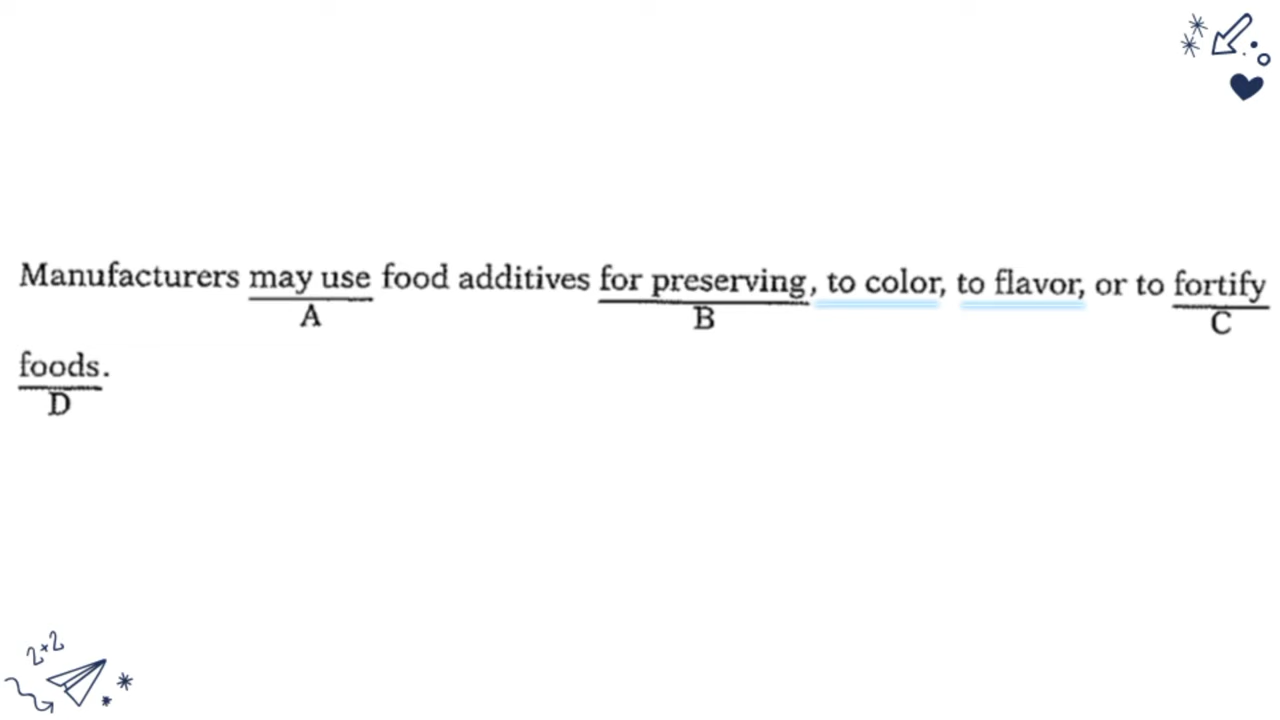 Manufacturers may use food additives for preserving, to color, to flavor, or to fortify
A B C
foods.
D
2×2